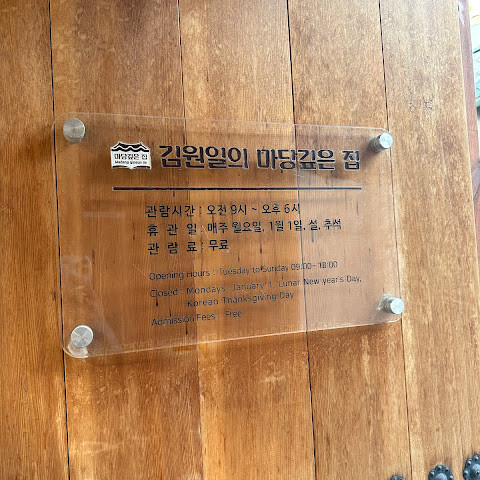 마당깊은 집
김원일의 마당깊은 집
관람시간 : 오전 9시 ~ 오후 6시
휴 관 일 : 매주 월요일, 1월 1일, 설, 추석
관 람 료 : 무료
Opening Hours : Tuesday to Sunday 09:00~18:00
Closed : Mondays, January 1, Lunar New year's Day,
Korean Thanksgiving Day
Admission Fees : Free